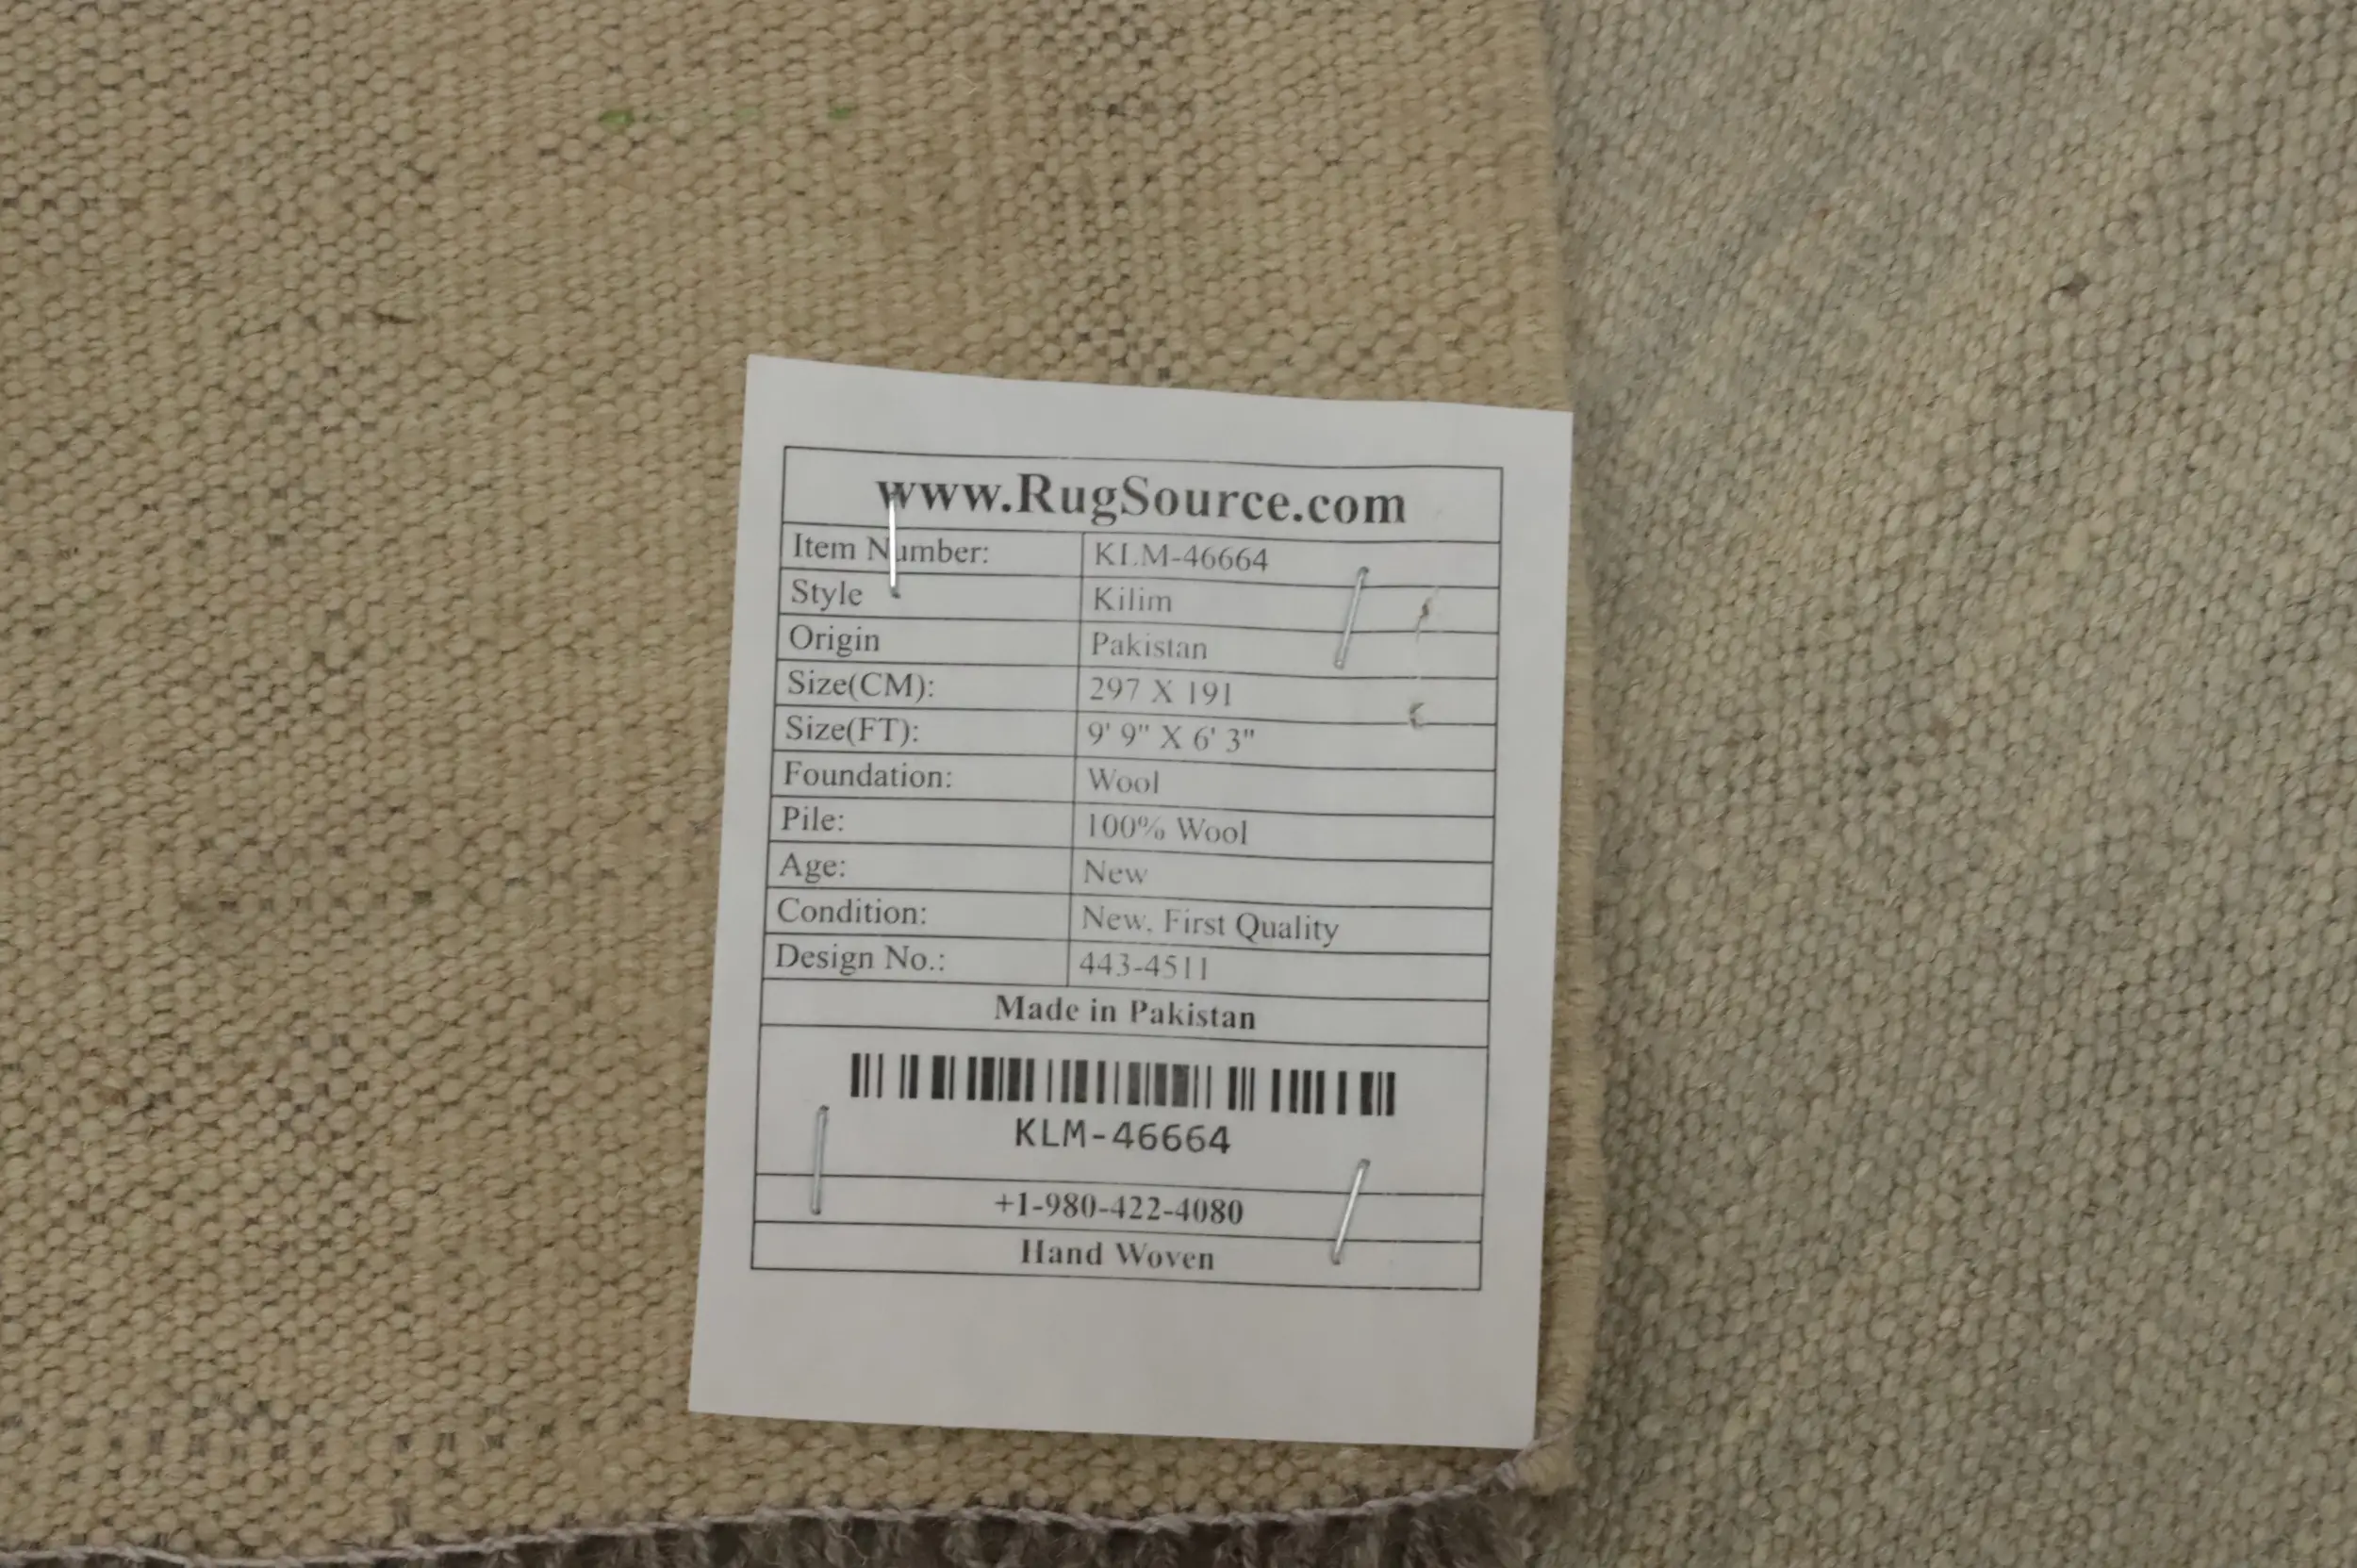 www.RugSource.com
Item Number: KLM-46664
Style Kilim
Origin Pakistan
Size(CM): 297 X 191
Size(FT): 9' 9" X 6' 3"
Foundation: Wool
Pile: 100% Wool
Age: New
Condition: New, First Quality
Design No.: 443-4511
Made in Pakistan
KLM-46664
+1-980-422-4080
Hand Woven